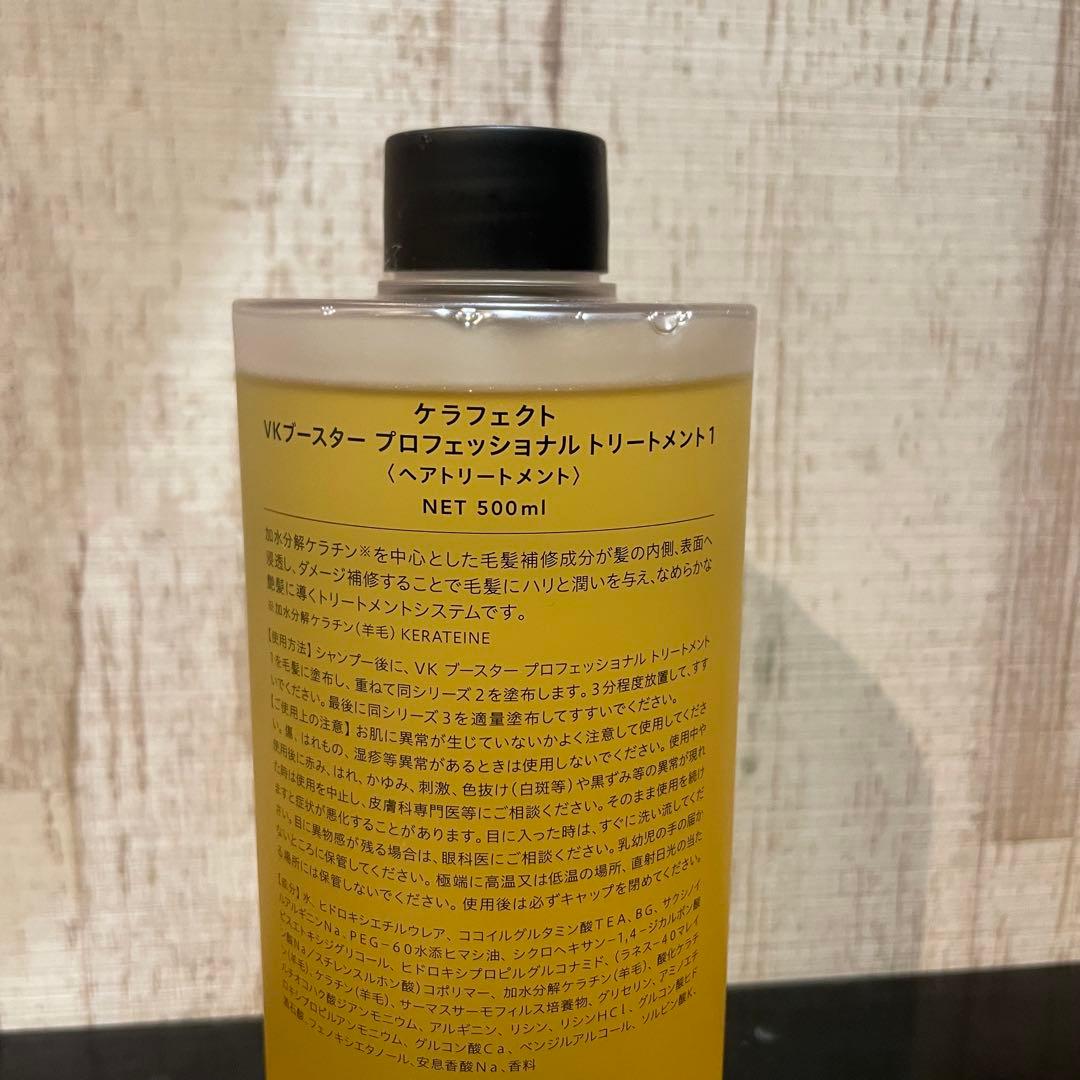 ケラフェクト
VKブースター プロフェッショナル トリートメント1
〈ヘアトリートメント〉
NET 500ml
加水分解ケラチン※を中心とした毛髪補修成分が髪の内側、表面へ
浸透し、ダメージ補修することで毛髪にハリと潤いを与え、なめらかな
艶髪に導くトリートメントシステムです。
※加水分解ケラチン(羊毛) KERATEINE
【使用方法】シャンプー後に、VK ブースター プロフェッショナル トリートメント
1を毛髪に塗布し、重ねて同シリーズ2を塗布します。3分程度放置して、すす
いでください。最後に同シリーズ3を適量塗布してすすいでください。
【ご使用上の注意】お肌に異常が生じていないかよく注意して使用してくださ
い。傷、はれもの、湿疹等異常があるときは使用しないでください。使用中や
使用後に赤み、はれ、かゆみ、刺激、色抜け(白斑等)や黒ずみ等の異常が現れ
た時は使用を中止し、皮膚科専門医等にご相談ください。そのまま使用を続け
ますと症状が悪化することがあります。目に入った時は、すぐに洗い流してくだ
さい。目に異物感が残る場合は、眼科医にご相談ください。乳幼児の手の届か
ないところに保管してください。極端に高温又は低温の場所、直射日光の当た
る場所には保管しないでください。使用後は必ずキャップを閉めてください。
【成分】水、ヒドロキシエチルウレア、ココイルグルタミン酸TEA、BG、サクシノイ
ルアルギニンNa、PEG-60水添ヒマシ油、シクロヘキサン-1,4-ジカルボン酸
ビスエトキシジグリコール、ヒドロキシプロピルグルコナミド、(ラネス-40マレイ
ン酸Na/スチレンスルホン酸)コポリマー、加水分解ケラチン(羊毛)、酸化ケラチ
ン(羊毛)、ケラチン(羊毛)、サーマスサーモフィルス培養物、グリセリン、アミノエチ
ルチオコハク酸ジアンモニウム、アルギニン、リシン、リシンHCl、グルコン酸ヒド
ロキシプロピルアンモニウム、グルコン酸Ca、ベンジルアルコール、ソルビン酸K、
酒石酸、フェノキシエタノール、安息香酸Na、香料